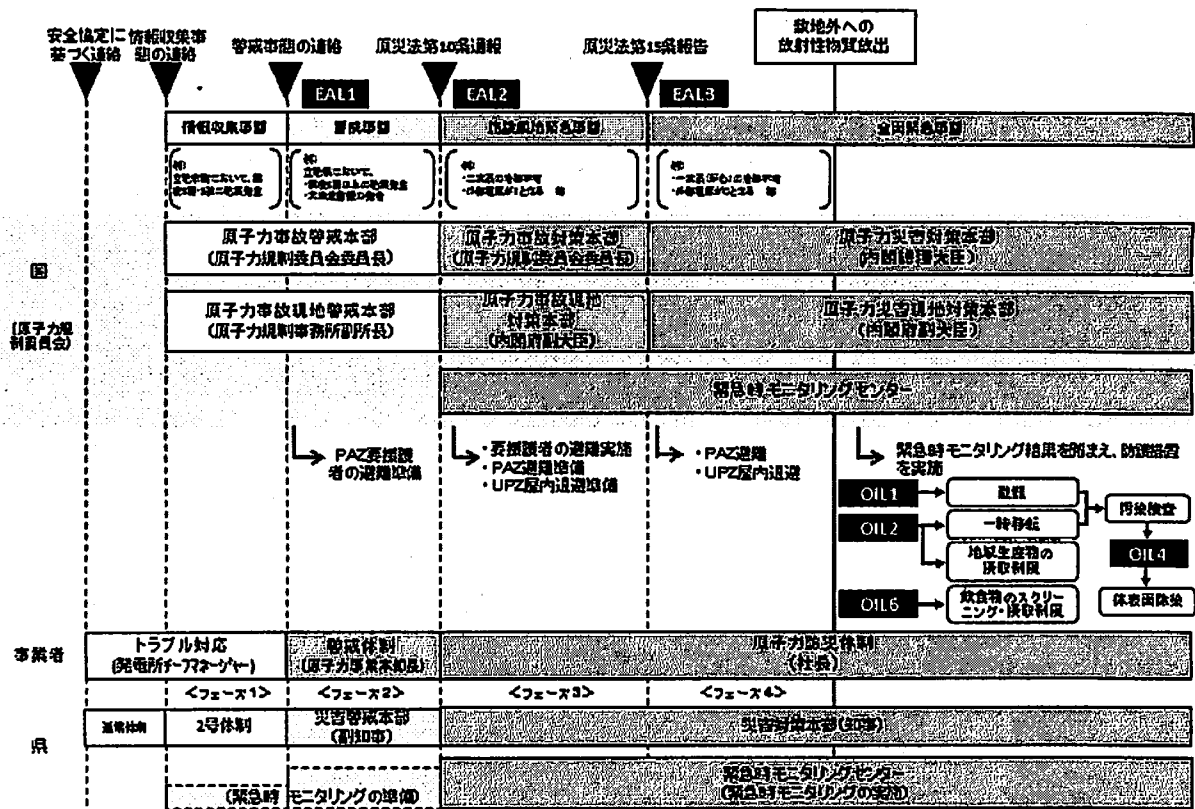 安全協定に
基づく連絡
情報収集事
態の連絡
警戒事態の連絡
原災法第10条通報
原災法第15条報告
敷地外への
放射性物質放出
EAL1
EAL2
EAL3
情報収集事態
警戒事態
施設敷地緊急事態
全面緊急事態
国
(原子力規
制委員会)
原子力事故警戒本部
(原子力規制委員会委員長)
原子力事故対策本部
(原子力規制委員会委員長)
原子力災害対策本部
(内閣総理大臣)
原子力事故現地警戒本部
(原子力規制事務所副所長)
原子力事故現地
対策本部
(内閣府副大臣)
原子力災害現地対策本部
(内閣府副大臣)
緊急時モニタリングセンター
PAZ要援護
者の避難準備
・要援護者の避難実施
・PAZ避難準備
・UPZ屋内退避準備
・PAZ避難
・UPZ屋内退避
緊急時モニタリング結果を踏まえ、防護措置
を実施
OIL1
避難
OIL2
一時移転
地域生産物の
摂取制限
OIL6
飲食物のスクリー
ニング・摂取制限
汚染検査
OIL4
体表面除染
事業者
トラブル対応
(発電所チーフマネージャー)
警戒体制
(原子力事業本部長)
原子力防災体制
(社長)
<フェーズ1>
<フェーズ2>
<フェーズ3>
<フェーズ4>
県
通常体制
2号体制
災害警戒本部
(副知事)
災害対策本部(知事)
(緊急時モニタリングの準備)
緊急時モニタリングセンター
(緊急時モニタリングの実施)